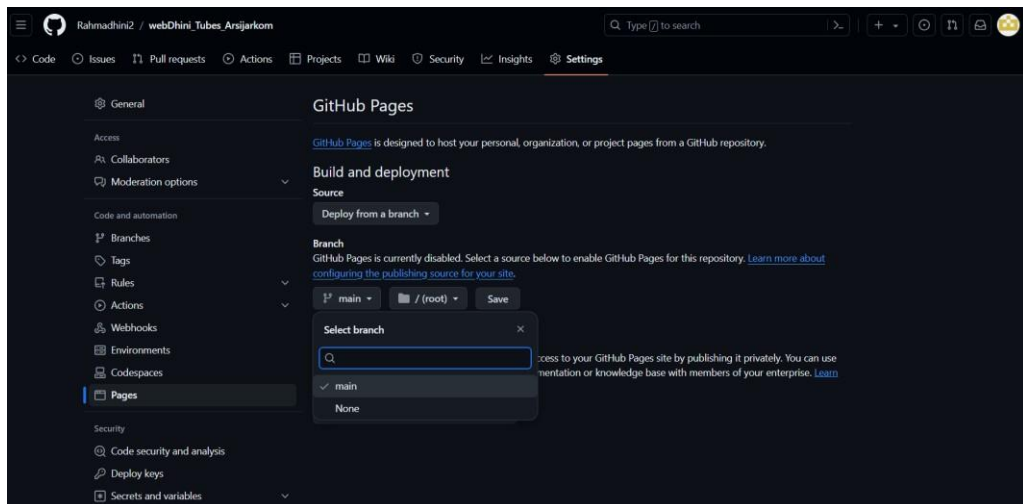 Rahmadhini2 / webDhini_Tubes_Arsijarkom
Type / to search
Code Issues Pull requests Actions Projects Wiki Security Insights Settings
General
Access
Collaborators
Moderation options
Code and automation
Branches
Tags
Rules
Actions
Webhooks
Environments
Codespaces
Pages
Security
Code security and analysis
Deploy keys
Secrets and variables
GitHub Pages
GitHub Pages is designed to host your personal, organization, or project pages from a GitHub repository.
Build and deployment
Source
Deploy from a branch
Branch
GitHub Pages is currently disabled. Select a source below to enable GitHub Pages for this repository. Learn more about
configuring the publishing source for your site.
main / (root) Save
Select branch
main
None
access to your GitHub Pages site by publishing it privately. You can use
knowledge base with members of your enterprise. Learn